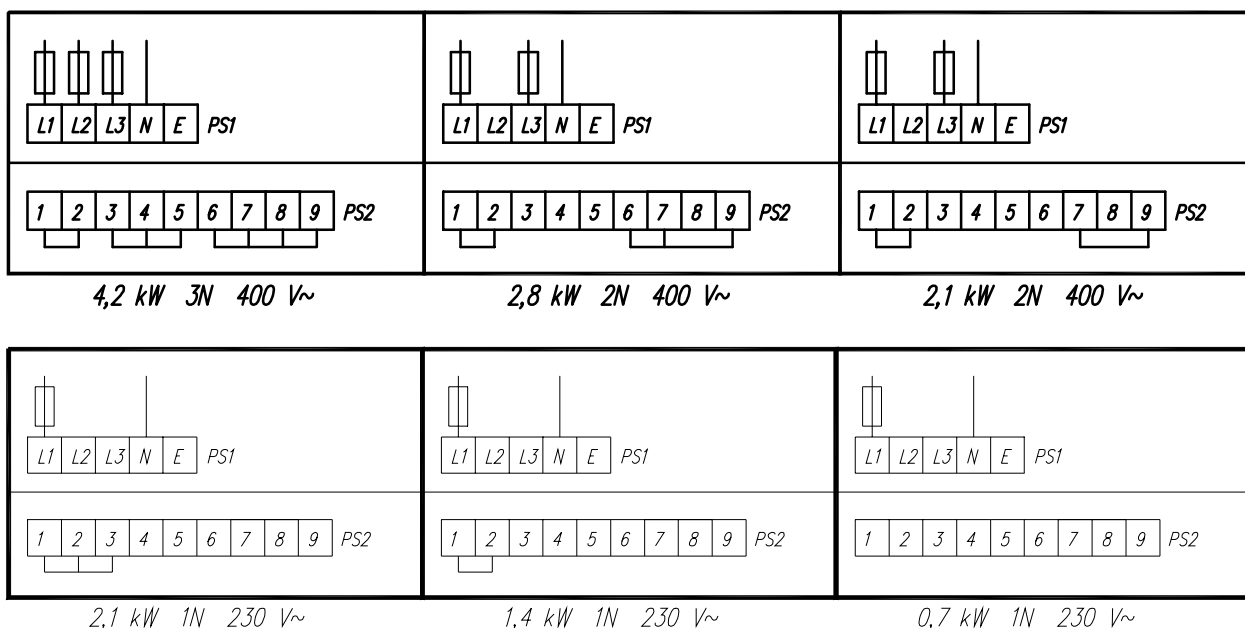 L1 L2 L3 N E PS1
1 2 3 4 5 6 7 8 9 PS2
4,2 kW 3N 400 V~
L1 L2 L3 N E PS1
1 2 3 4 5 6 7 8 9 PS2
2,8 kW 2N 400 V~
L1 L2 L3 N E PS1
1 2 3 4 5 6 7 8 9 PS2
2,1 kW 2N 400 V~
L1 L2 L3 N E PS1
1 2 3 4 5 6 7 8 9 PS2
2,1 kW 1N 230 V~
L1 L2 L3 N E PS1
1 2 3 4 5 6 7 8 9 PS2
1,4 kW 1N 230 V~
L1 L2 L3 N E PS1
1 2 3 4 5 6 7 8 9 PS2
0,7 kW 1N 230 V~